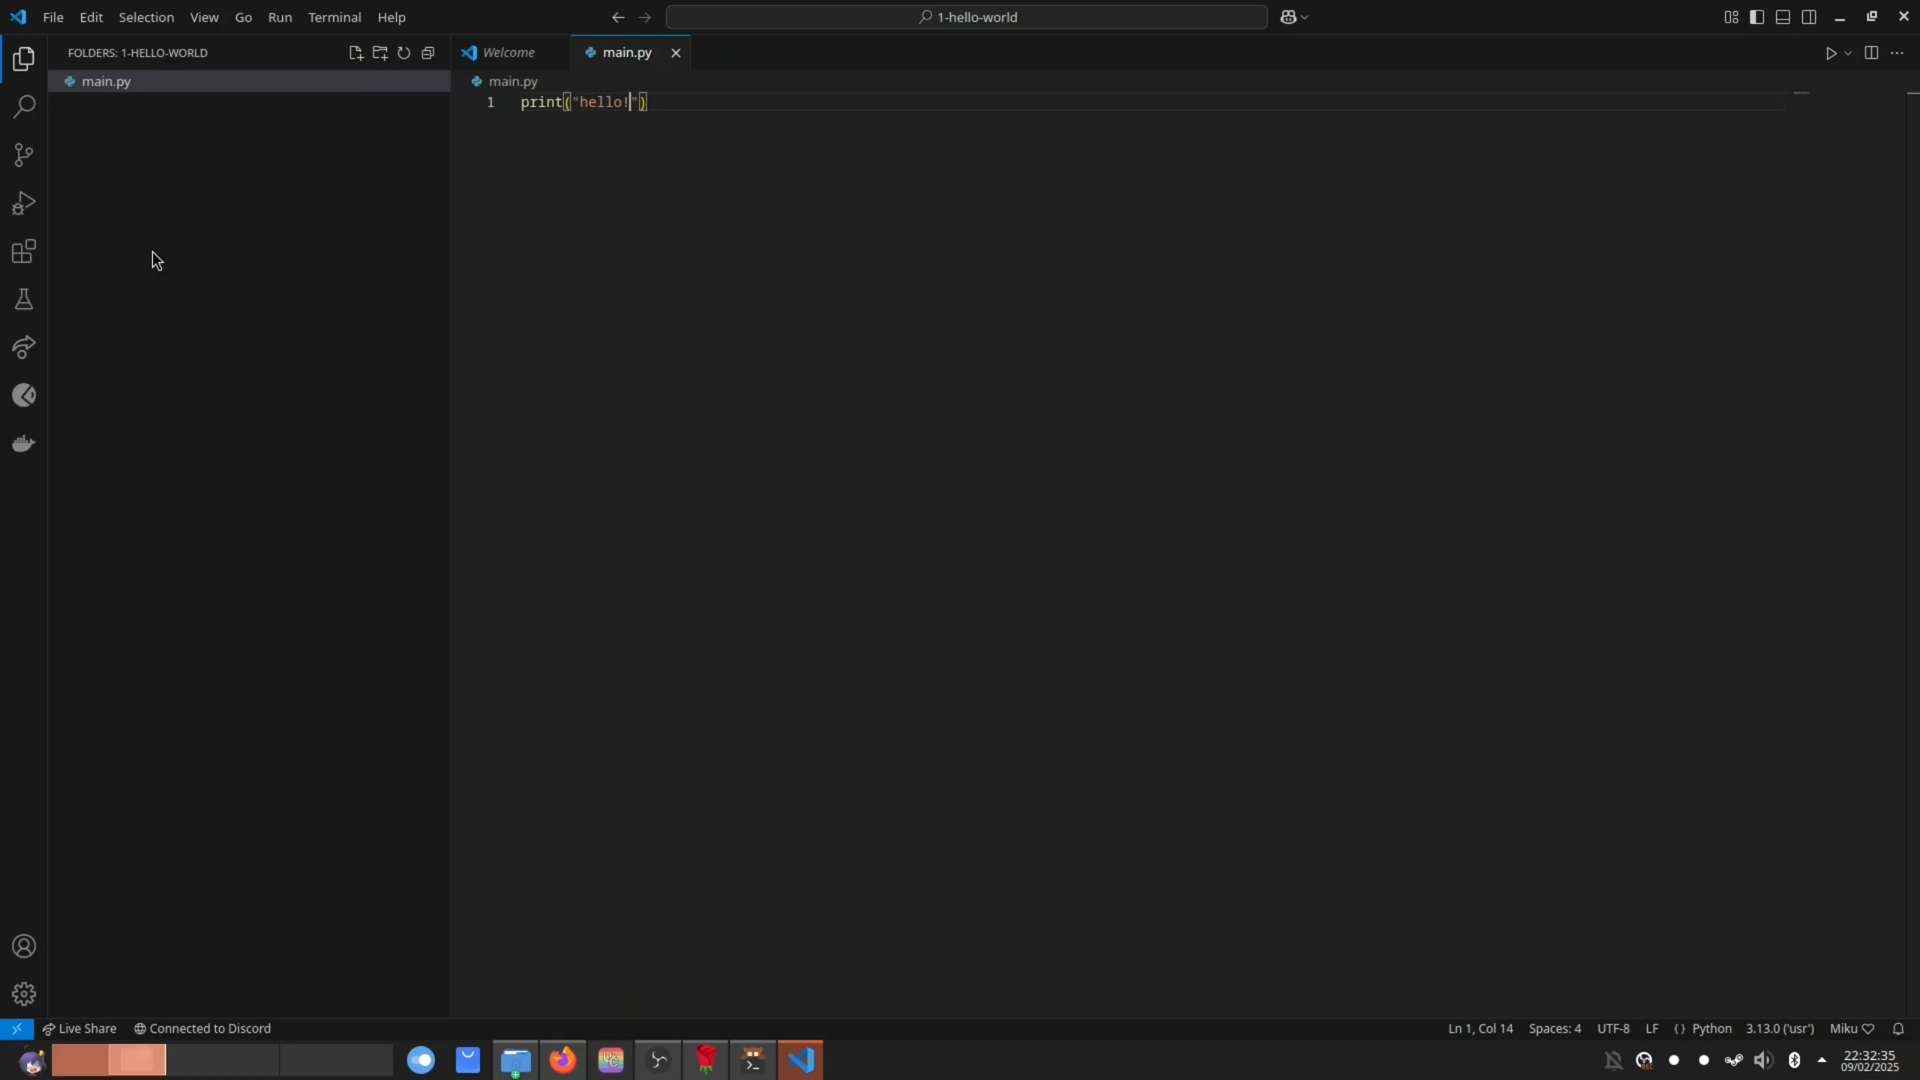 File Edit Selection View Go Run Terminal Help
1-hello-world
FOLDERS: 1-HELLO-WORLD
Welcome
main.py
main.py
main.py
1 print("hello!")
Live Share
Connected to Discord
Ln 1, Col 14
Spaces: 4
UTF-8
LF
{ } Python
3.13.0 ('usr')
Miku ♡
22:32:35
09/02/2025